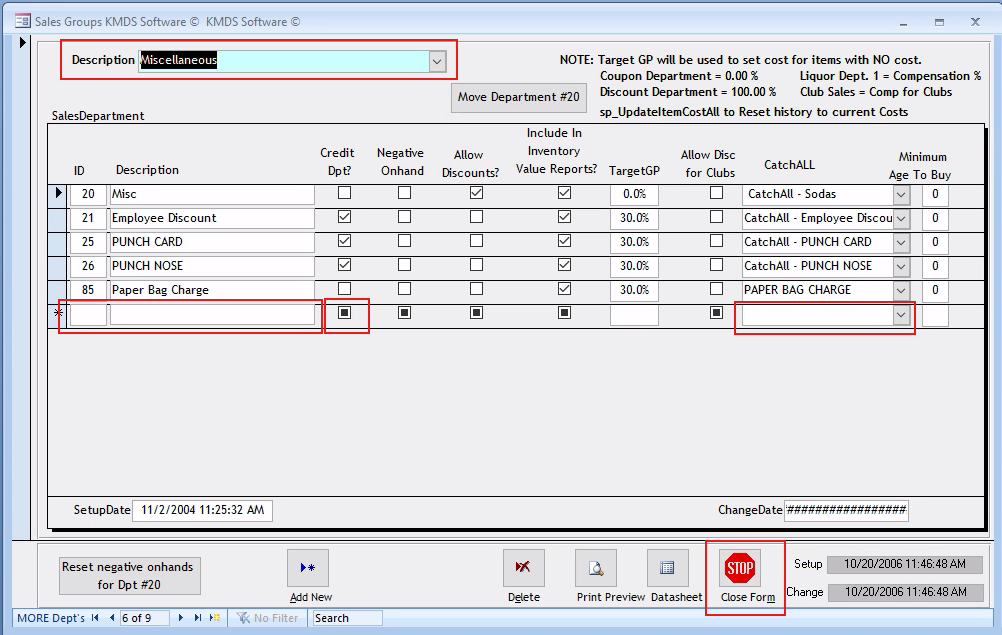 Sales Groups KMDS Software ©  KMDS Software ©
Description Miscellaneous
NOTE: Target GP will be used to set cost for items with NO cost.
Coupon Department = 0.00 %  Liquor Dept. 1 = Compensation %
Discount Department = 100.00 %  Club Sales = Comp for Clubs
sp_UpdateItemCostAll to Reset history to current Costs
Move Department #20
SalesDepartment
ID  Description  Credit Dpt?  Negative Onhand  Allow Discounts?  Include In Inventory Value Reports?  TargetGP  Allow Disc for Clubs  CatchALL  Minimum Age To Buy
20  Misc  0.0%  CatchAll - Sodas  0
21  Employee Discount  30.0%  CatchAll - Employee Discou  0
25  PUNCH CARD  30.0%  CatchAll - PUNCH CARD  0
26  PUNCH NOSE  30.0%  CatchAll - PUNCH NOSE  0
85  Paper Bag Charge  30.0%  PAPER BAG CHARGE  0
*
SetupDate 11/2/2004 11:25:32 AM  ChangeDate ################
Reset negative onhands
for Dpt #20
Add New  Delete  Print Preview  Datasheet  STOP  Close Form
Setup 10/20/2006 11:46:48 AM
Change 10/20/2006 11:46:48 AM
MORE Dept's  6 of 9  No Filter  Search